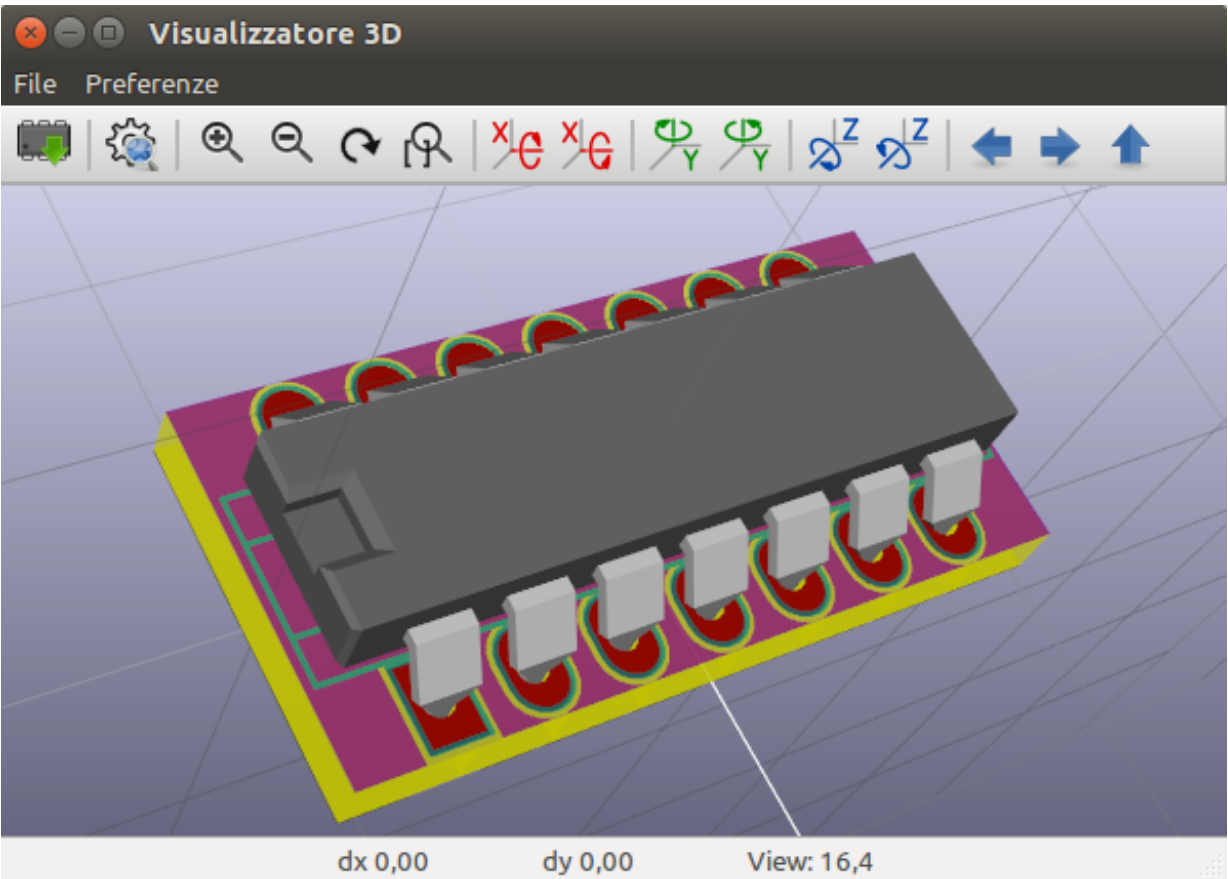 Visualizzatore 3D
File Preferenze
X X Y Y Z Z
dx 0,00 dy 0,00 View: 16,4